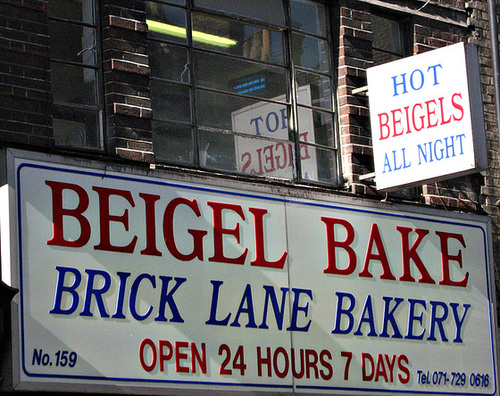 HOT
BEIGELS
ALL NIGHT
HOT
BEIGELS
BEIGEL BAKE
BRICK LANE BAKERY
No.159 OPEN 24 HOURS 7 DAYS Tel. 071-729 0616